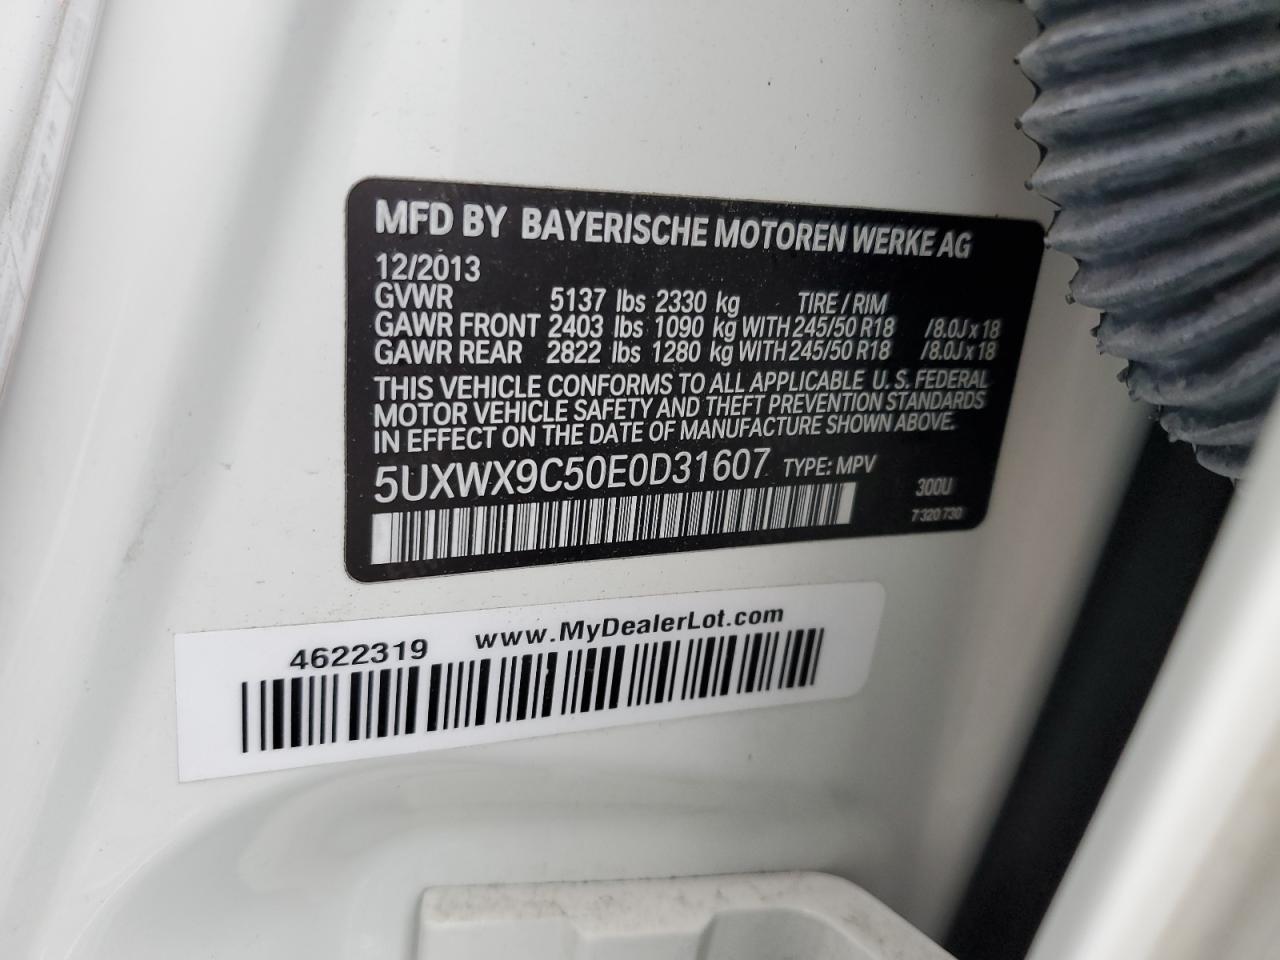 MFD BY BAYERISCHE MOTOREN WERKE AG
12/2013
GVWR 5137 lbs 2330 kg TIRE / RIM
GAWR FRONT 2403 lbs 1090 kg WITH 245/50 R18 /8.0J x 18
GAWR REAR 2822 lbs 1280 kg WITH 245/50 R18 /8.0J x 18
THIS VEHICLE CONFORMS TO ALL APPLICABLE U. S. FEDERAL
MOTOR VEHICLE SAFETY AND THEFT PREVENTION STANDARDS
IN EFFECT ON THE DATE OF MANUFACTURE SHOWN ABOVE.
5UXWX9C50E0D31607 TYPE: MPV
300U
7 320 730
4622319 www.MyDealerLot.com